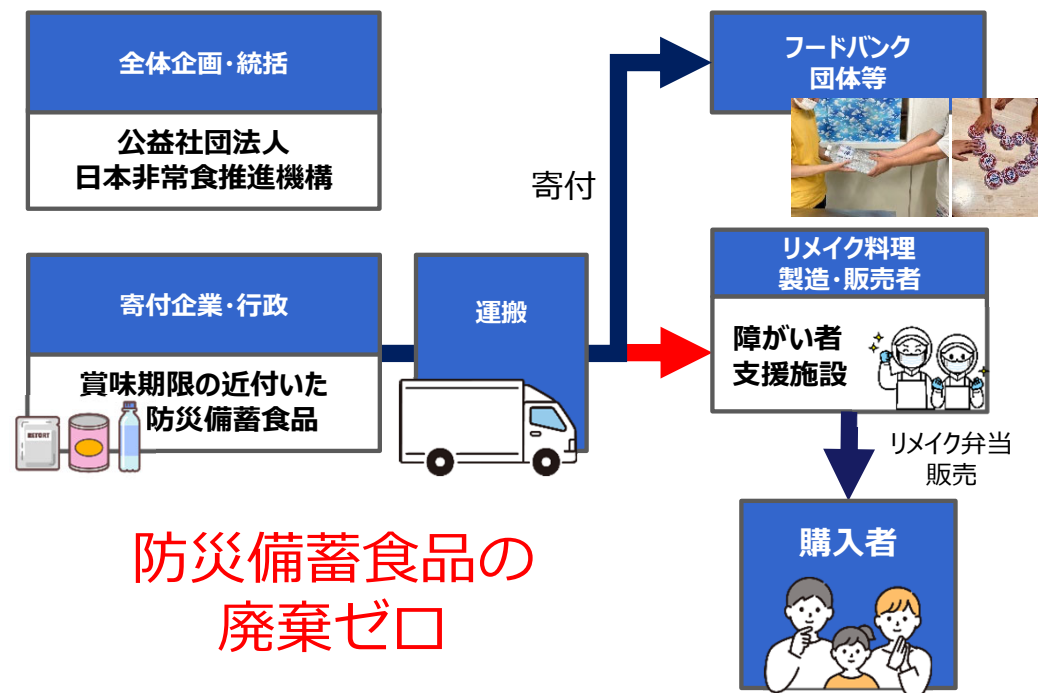 全体企画・統括
公益社団法人
日本非常食推進機構
寄付企業・行政
賞味期限の近付いた
防災備蓄食品
RETORT
運搬
寄付
フードバンク
団体等
リメイク料理
製造・販売者
障がい者
支援施設
リメイク弁当
販売
購入者
防災備蓄食品の
廃棄ゼロ